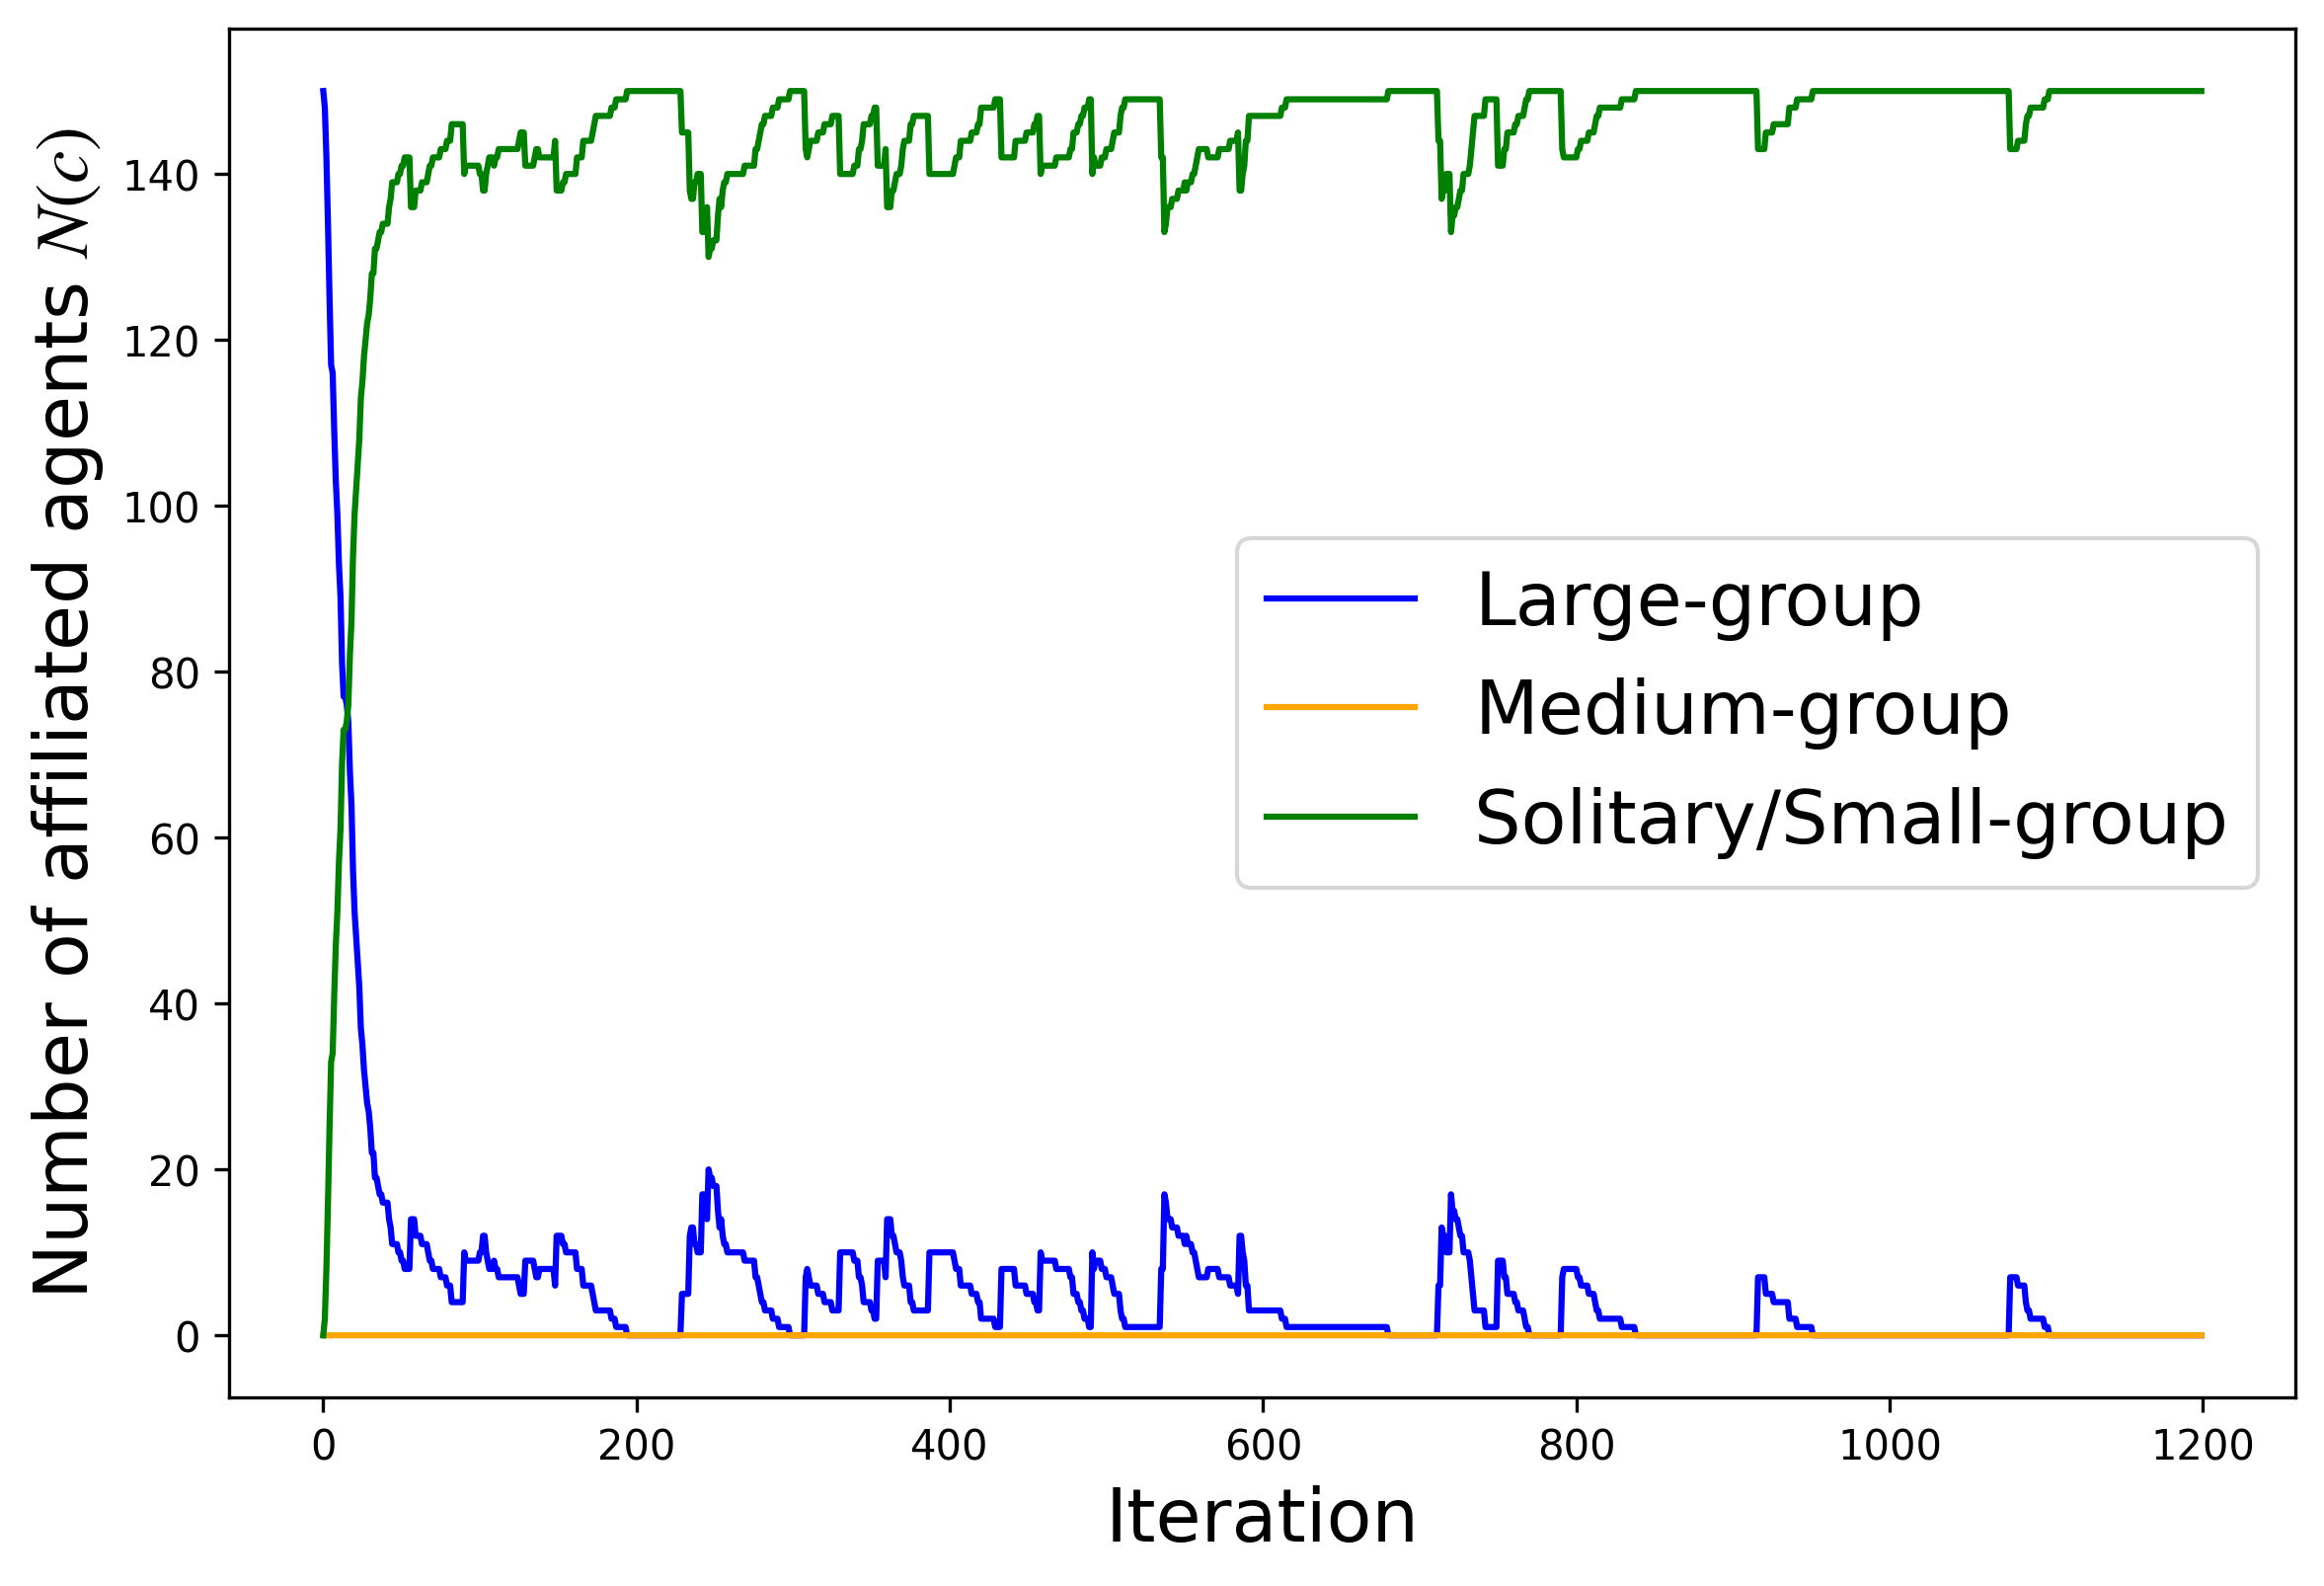 Number of affiliated agents N(c)
140
120
100
80
60
40
20
0
Large-group
Medium-group
Solitary/Small-group
0 200 400 600 800 1000 1200
Iteration